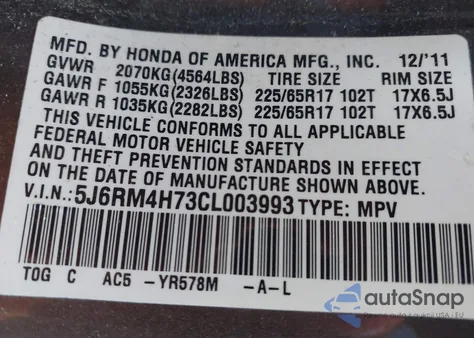 MFD. BY HONDA OF AMERICA MFG., INC. 12/'11
GVWR 2070KG(4564LBS) TIRE SIZE RIM SIZE
GAWR F 1055KG(2326LBS) 225/65R17 102T 17X6.5J
GAWR R 1035KG(2282LBS) 225/65R17 102T 17X6.5J
THIS VEHICLE CONFORMS TO ALL APPLICABLE
FEDERAL MOTOR VEHICLE SAFETY
AND THEFT PREVENTION STANDARDS IN EFFECT
ON THE DATE OF MANUFACTURE SHOWN ABOVE.
V.I.N.:5J6RM4H73CL003993 TYPE: MPV
TOG C AC5 -YR578M -A-L
autoSnap